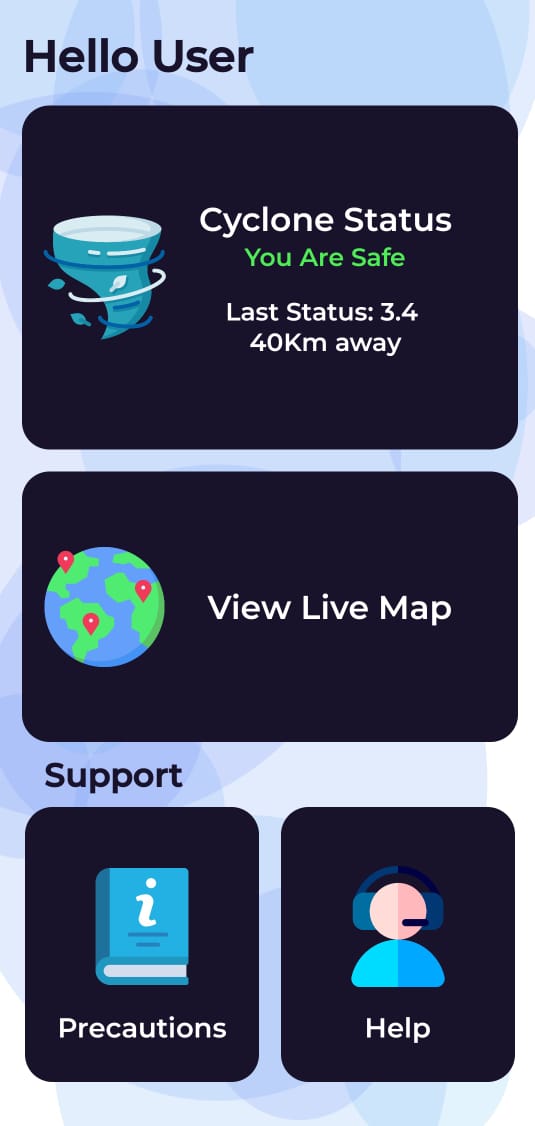 Hello User
Cyclone Status
You Are Safe
Last Status: 3.4
40Km away
View Live Map
Support
i
Precautions
Help